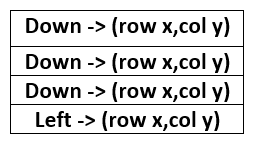 Down -> (row x,col y)
Down -> (row x,col y)
Down -> (row x,col y)
Left -> (row x,col y)